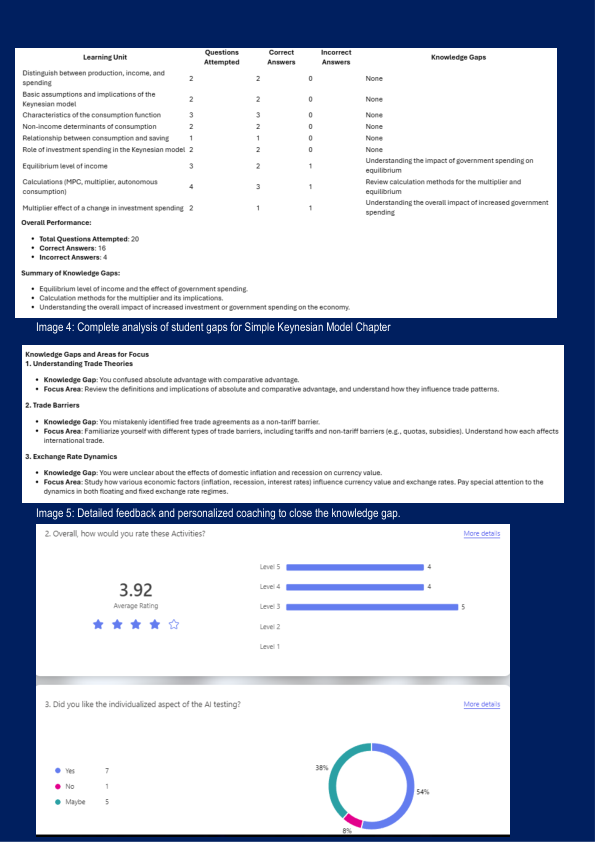 Learning Unit Questions Attempted Correct Answers Incorrect Answers Knowledge Gaps
Distinguish between production, income, and spending 2 2 0 None
Basic assumptions and implications of the Keynesian model 2 2 0 None
Characteristics of the consumption function 3 3 0 None
Non-income determinants of consumption 2 2 0 None
Relationship between consumption and saving 1 1 0 None
Role of investment spending in the Keynesian model 2 2 0 None
Equilibrium level of income 3 2 1 Understanding the impact of government spending on equilibrium
Calculations (MPC, multiplier, autonomous consumption) 4 3 1 Review calculation methods for the multiplier and equilibrium
Multiplier effect of a change in investment spending 2 1 1 Understanding the overall impact of increased government spending
Overall Performance:
• Total Questions Attempted: 20
• Correct Answers: 16
• Incorrect Answers: 4
Summary of Knowledge Gaps:
• Equilibrium level of income and the effect of government spending.
• Calculation methods for the multiplier and its implications.
• Understanding the overall impact of increased investment or government spending on the economy.
Image 4: Complete analysis of student gaps for Simple Keynesian Model Chapter
Knowledge Gaps and Areas for Focus
1. Understanding Trade Theories
• Knowledge Gap: You confused absolute advantage with comparative advantage.
• Focus Area: Review the definitions and implications of absolute and comparative advantage, and understand how they influence trade patterns.
2. Trade Barriers
• Knowledge Gap: You mistakenly identified free trade agreements as a non-tariff barrier.
• Focus Area: Familiarize yourself with different types of trade barriers, including tariffs and non-tariff barriers (e.g., quotas, subsidies). Understand how each affects
international trade.
3. Exchange Rate Dynamics
• Knowledge Gap: You were unclear about the effects of domestic inflation and recession on currency value.
• Focus Area: Study how various economic factors (inflation, recession, interest rates) influence currency value and exchange rates. Pay special attention to the
dynamics in both floating and fixed exchange rate regimes.
Image 5: Detailed feedback and personalized coaching to close the knowledge gap.
2. Overall, how would you rate these Activities? More details
3.92
Average Rating
Level 5 4
Level 4 4
Level 3 5
Level 2
Level 1
3. Did you like the individualized aspect of the AI testing? More details
Yes 7
No 1
Maybe 5
38%
54%
8%